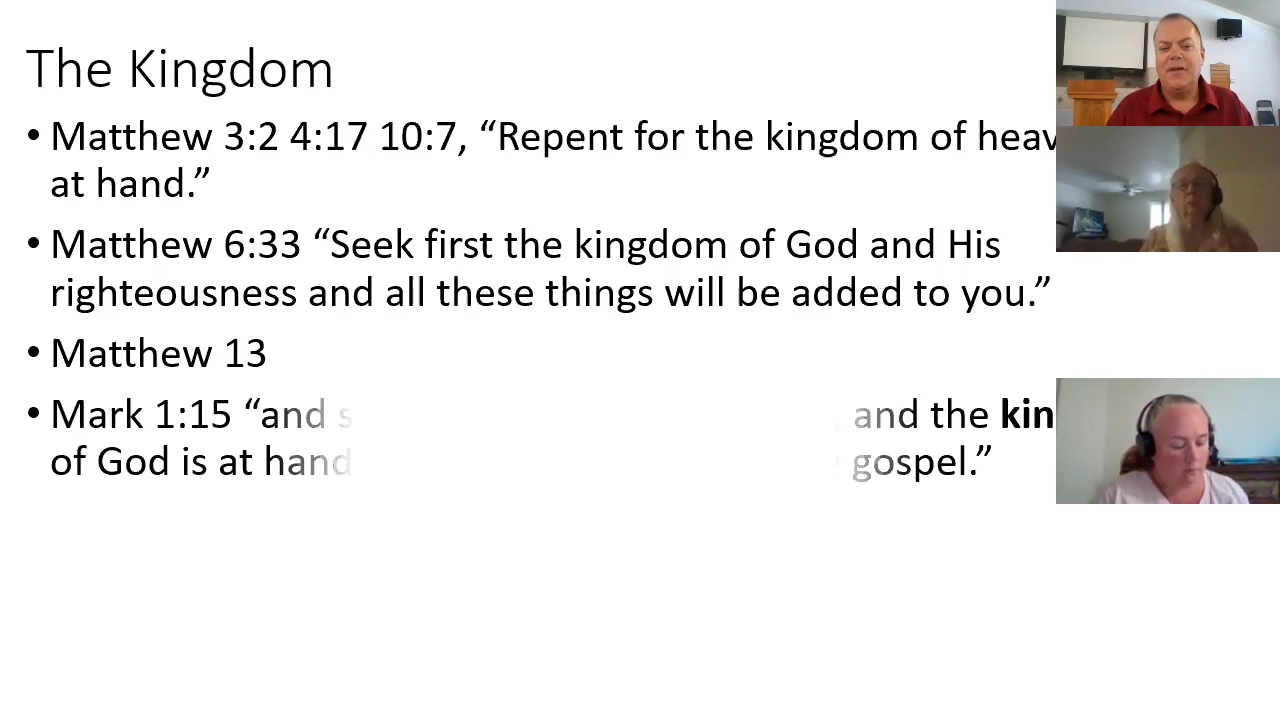 The Kingdom
• Matthew 3:2 4:17 10:7, “Repent for the kingdom of
at hand.”
• Matthew 6:33 “Seek first the kingdom of God and His
righteousness and all these things will be added to you.”
• Matthew 13
• Mark 1:15 “and and the
of God is at hand gospel.”